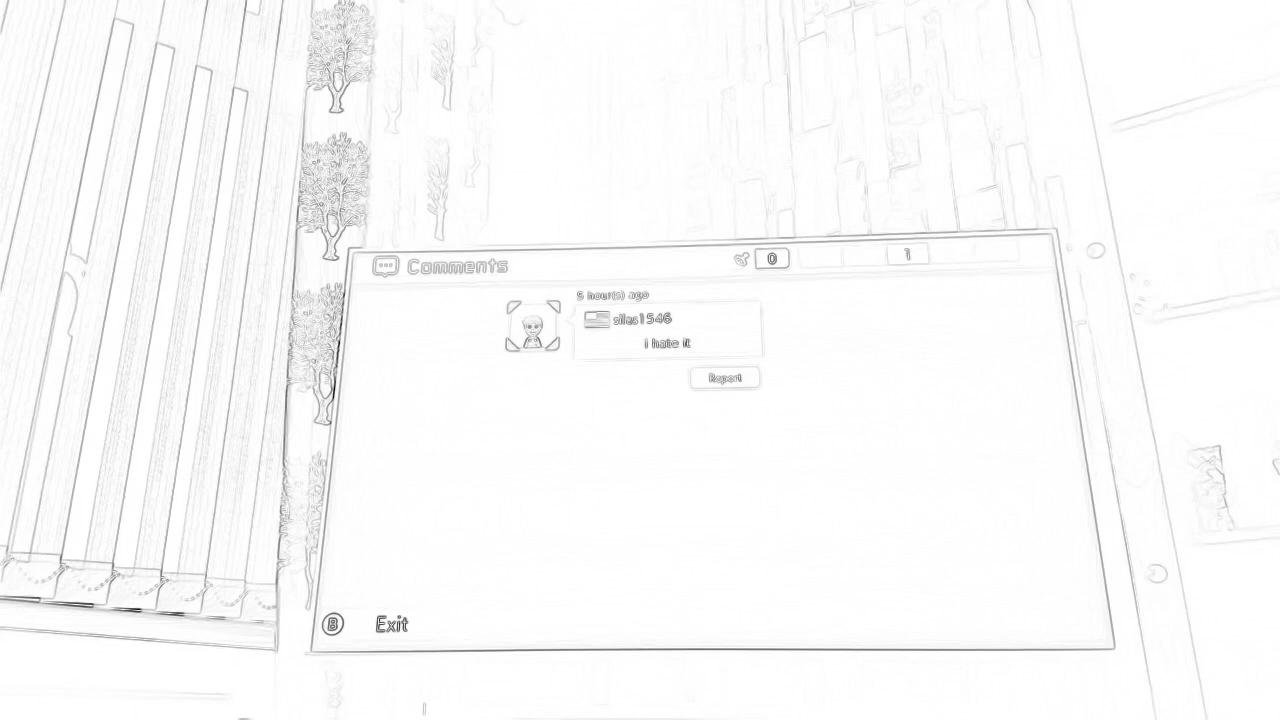 Comments
0
1
5 hour(s) ago
silas1546
I hate it
Report
B
Exit